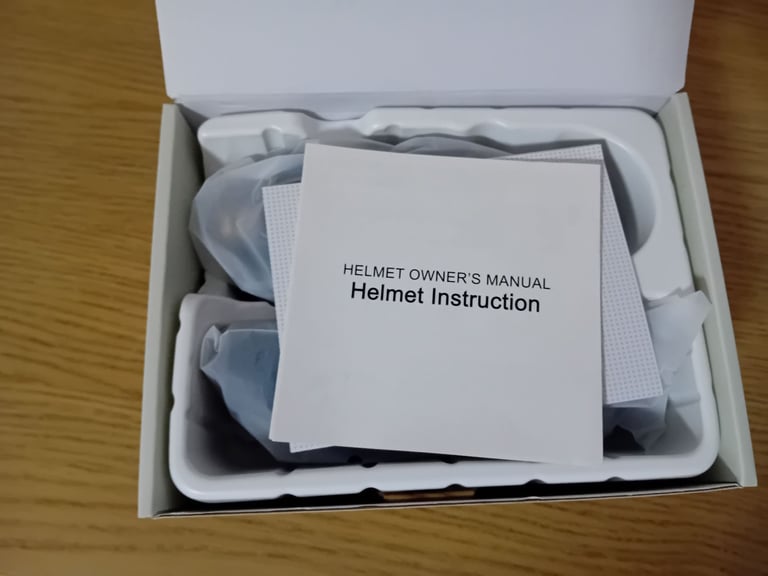 HELMET OWNER'S MANUAL
Helmet Instruction